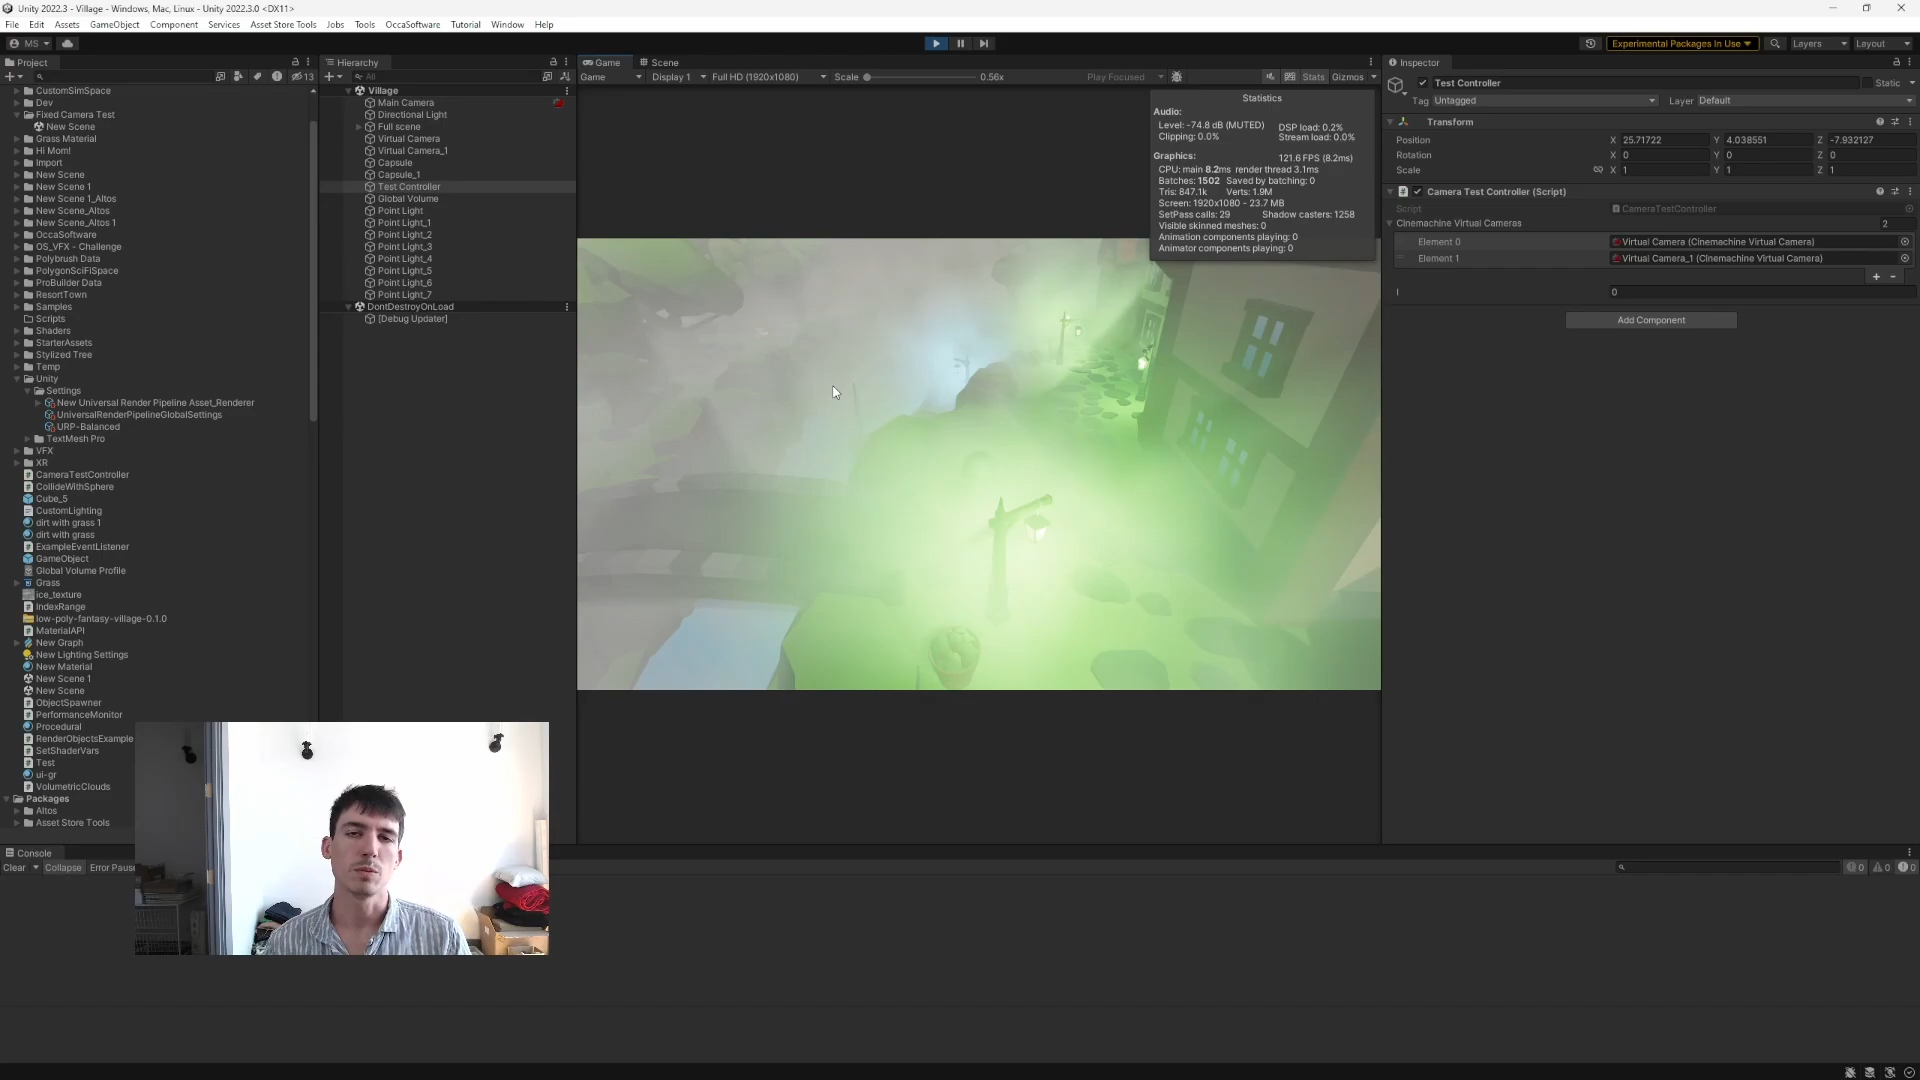 Unity 2022.3 - Village - Windows, Mac, Linux - Unity 2022.3.0 <DX11>
File Edit Assets GameObject Component Services Asset Store Tools Jobs Tools OccaSoftware Tutorial Window Help
MS
Experimental Packages In Use
Layers
Layout
Project
13
CustomSimSpace
Dev
Fixed Camera Test
New Scene
Grass Material
Hi Mom!
Import
New Scene
New Scene 1
New Scene 1_Altos
New Scene_Altos
New Scene_Altos 1
OccaSoftware
OS_VFX - Challenge
Polybrush Data
PolygonSciFiSpace
ProBuilder Data
ResortTown
Samples
Scripts
Shaders
StarterAssets
Stylized Tree
Temp
Unity
Settings
New Universal Render Pipeline Asset_Renderer
UniversalRenderPipelineGlobalSettings
URP-Balanced
TextMesh Pro
VFX
XR
CameraTestController
CollideWithSphere
Cube_5
CustomLighting
dirt with grass 1
dirt with grass
ExampleEventListener
GameObject
Global Volume Profile
Grass
ice_texture
IndexRange
low-poly-fantasy-village-0.1.0
MaterialAPI
New Graph
New Lighting Settings
New Material
New Scene 1
New Scene
ObjectSpawner
PerformanceMonitor
Procedural
RenderObjectsExample
SetShaderVars
Test
ui-gr
VolumetricClouds
Packages
Altos
Asset Store Tools
Hierarchy
All
Village
Main Camera
Directional Light
Full scene
Virtual Camera
Virtual Camera_1
Capsule
Capsule_1
Test Controller
Global Volume
Point Light
Point Light_1
Point Light_2
Point Light_3
Point Light_4
Point Light_5
Point Light_6
Point Light_7
DontDestroyOnLoad
[Debug Updater]
Game
Scene
Game Display 1 Full HD (1920x1080) Scale 0.56x Play Focused Stats Gizmos
Statistics
Audio:
Level: -74.8 dB (MUTED) DSP load: 0.2%
Clipping: 0.0% Stream load: 0.0%
Graphics: 121.6 FPS (8.2ms)
CPU: main 8.2ms render thread 3.1ms
Batches: 1502 Saved by batching: 0
Tris: 847.1k Verts: 1.9M
Screen: 1920x1080 - 23.7 MB
SetPass calls: 29 Shadow casters: 1258
Visible skinned meshes: 0
Animation components playing: 0
Animator components playing: 0
Inspector
Test Controller Static
Tag Untagged Layer Default
Transform
Position X 25.71722 Y 4.038551 Z -7.932127
Rotation X 0 Y 0 Z 0
Scale X 1 Y 1 Z 1
Camera Test Controller (Script)
Script CameraTestController
Cinemachine Virtual Cameras 2
Element 0 Virtual Camera (Cinemachine Virtual Camera)
Element 1 Virtual Camera_1 (Cinemachine Virtual Camera)
I 0
Add Component
Console
Clear Collapse Error Pause
0 0 0